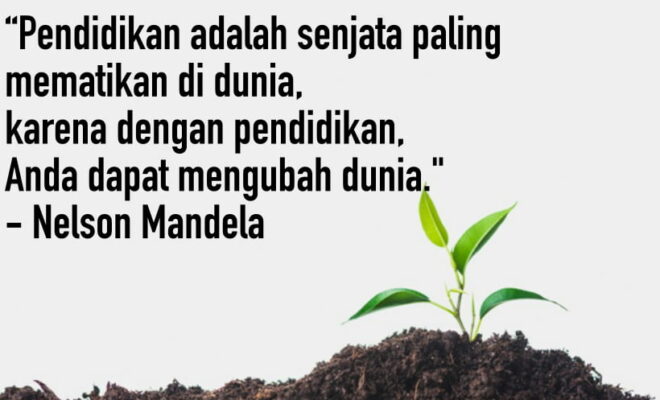 “Pendidikan adalah senjata paling
mematikan di dunia,
karena dengan pendidikan,
Anda dapat mengubah dunia."
- Nelson Mandela